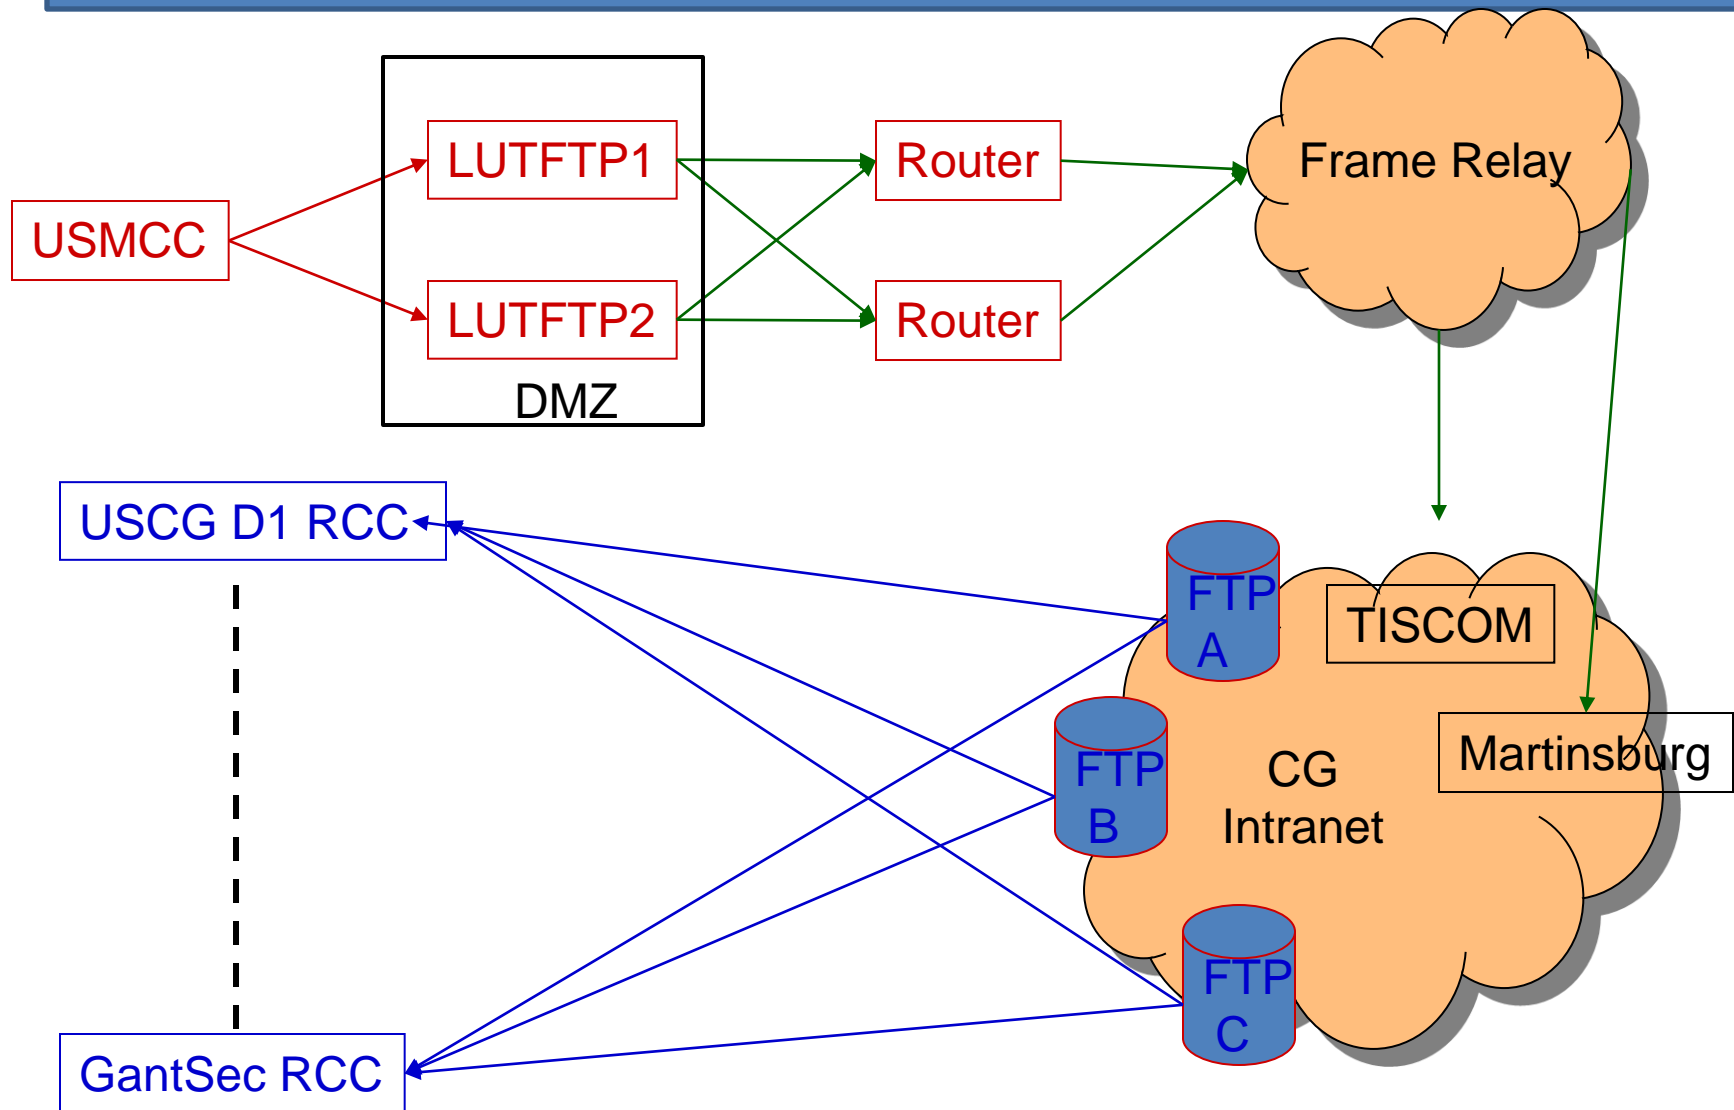 LUTFTP1
Router
Frame Relay
USMCC
LUTFTP2
Router
DMZ
USCG D1 RCC
FTP
A
TISCOM
FTP
B
CG
Intranet
Martinsburg
FTP
C
GantSec RCC